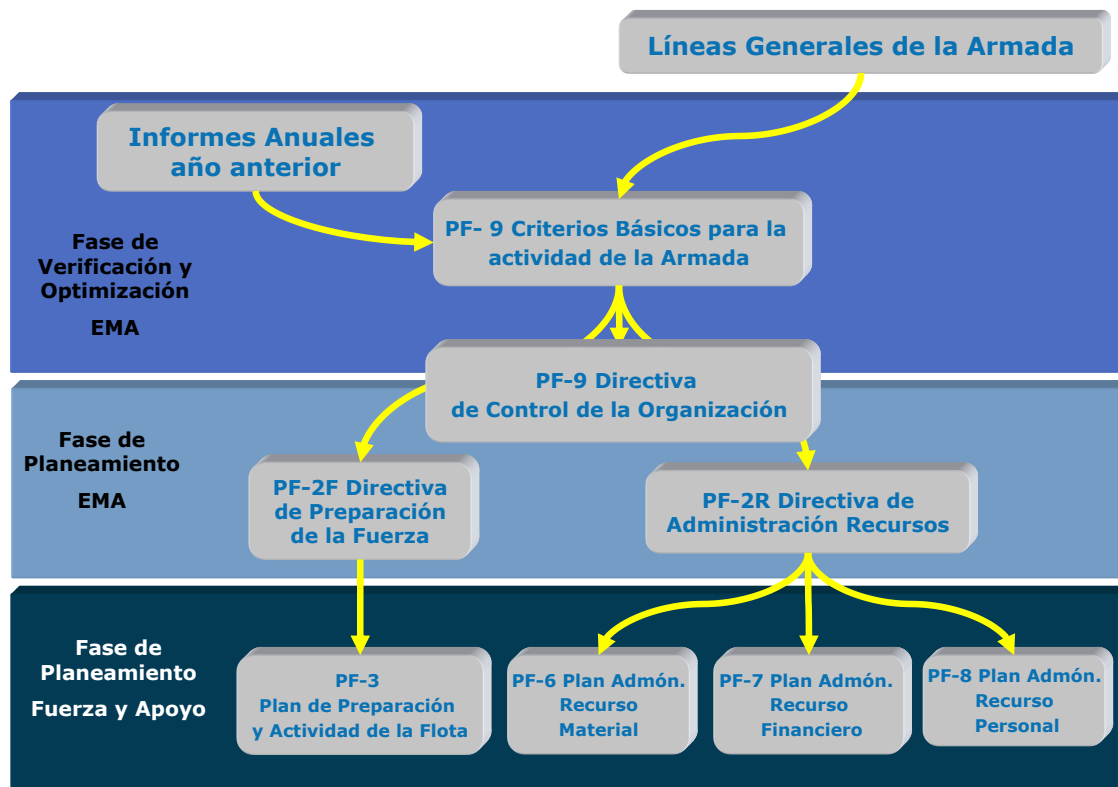 Líneas Generales de la Armada
Informes Anuales
año anterior
PF- 9 Criterios Básicos para la
actividad de la Armada
Fase de
Verificación y
Optimización
EMA
PF-9 Directiva
de Control de la Organización
Fase de
Planeamiento
EMA
PF-2F Directiva
de Preparación
de la Fuerza
PF-2R Directiva de
Administración Recursos
Fase de
Planeamiento
Fuerza y Apoyo
PF-3
Plan de Preparación
y Actividad de la Flota
PF-6 Plan Admón.
Recurso
Material
PF-7 Plan Admón.
Recurso
Financiero
PF-8 Plan Admón.
Recurso
Personal